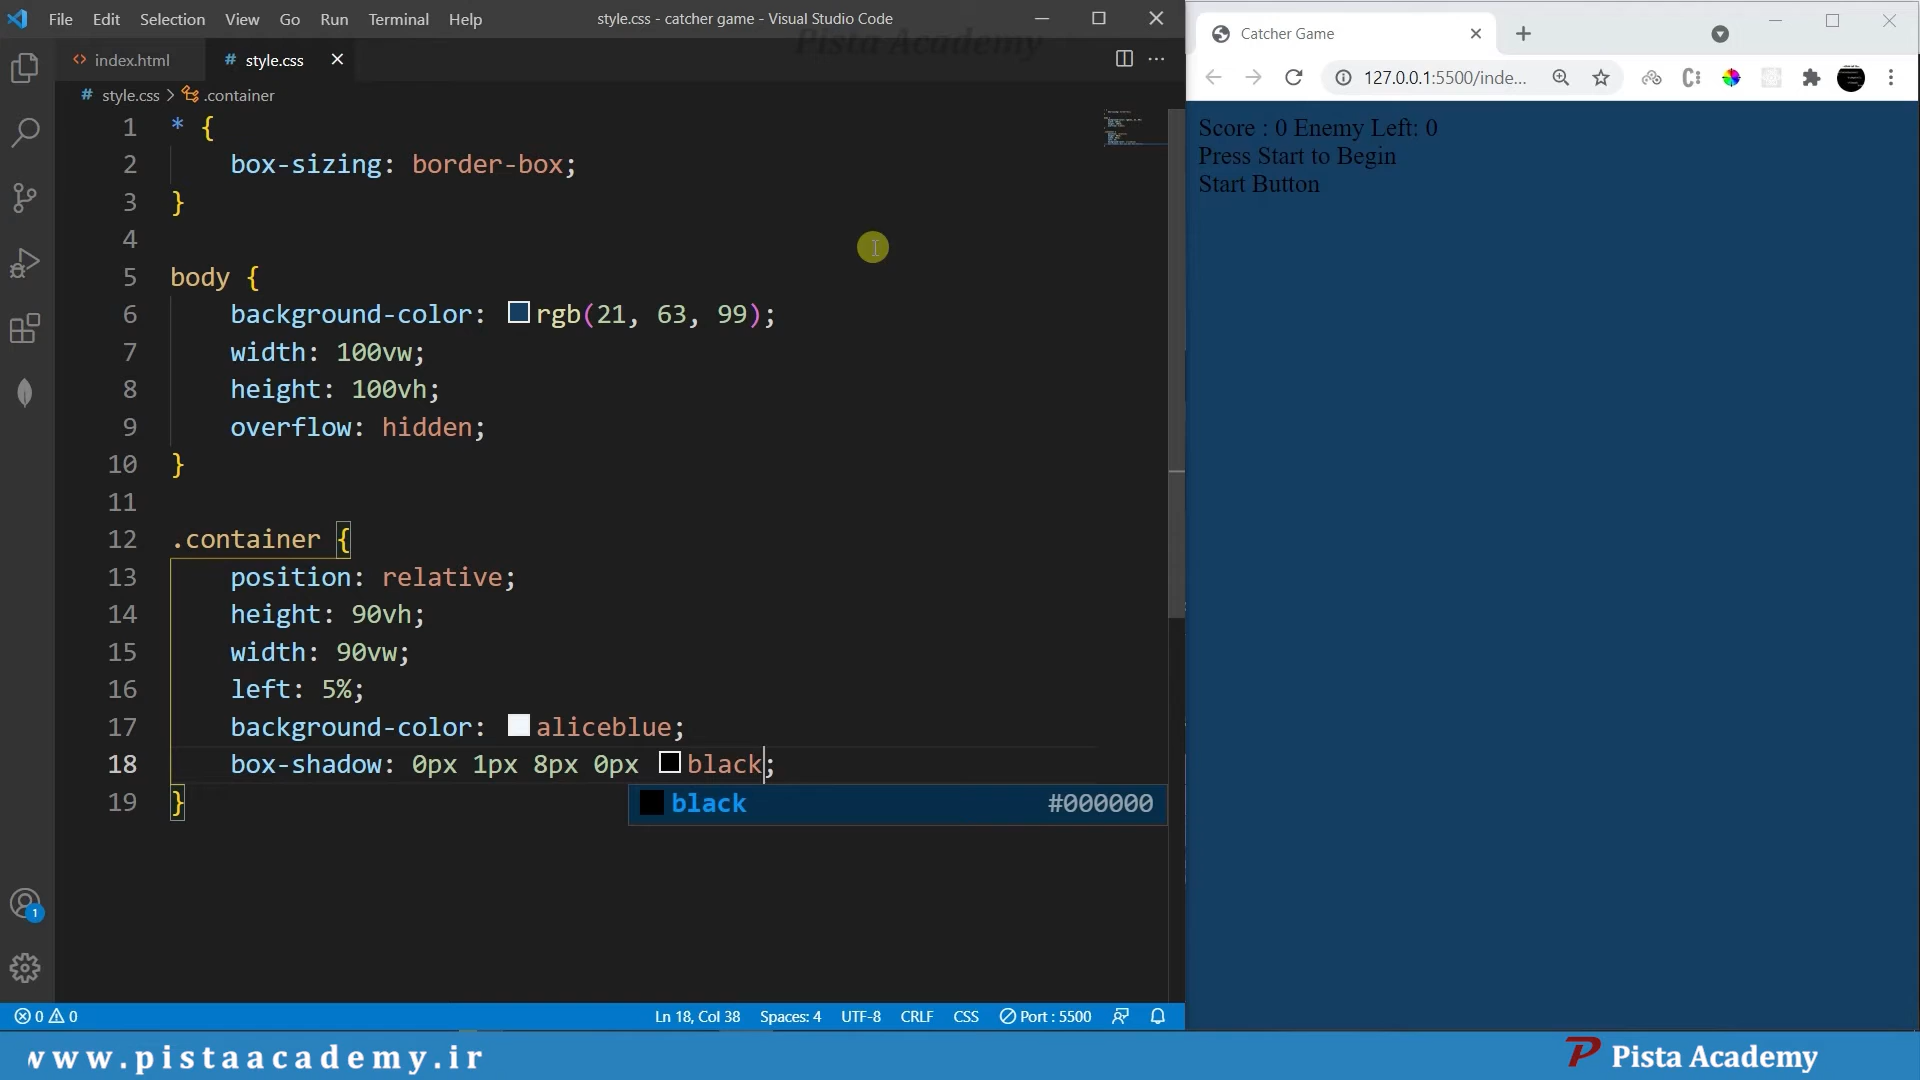 File Edit Selection View Go Run Terminal Help
style.css - catcher game - Visual Studio Code
Pista Academy
index.html
# style.css
# style.css > .container
1 * {
2 box-sizing: border-box;
3 }
4
5 body {
6 background-color: rgb(21, 63, 99);
7 width: 100vw;
8 height: 100vh;
9 overflow: hidden;
10 }
11
12 .container {
13 position: relative;
14 height: 90vh;
15 width: 90vw;
16 left: 5%;
17 background-color: aliceblue;
18 box-shadow: 0px 1px 8px 0px black;
19 }
black #000000
1
0 0
Ln 18, Col 38 Spaces: 4 UTF-8 CRLF CSS Port : 5500
Catcher Game
127.0.0.1:5500/inde...
Score : 0 Enemy Left: 0
Press Start to Begin
Start Button
www.pistaacademy.ir
Pista Academy